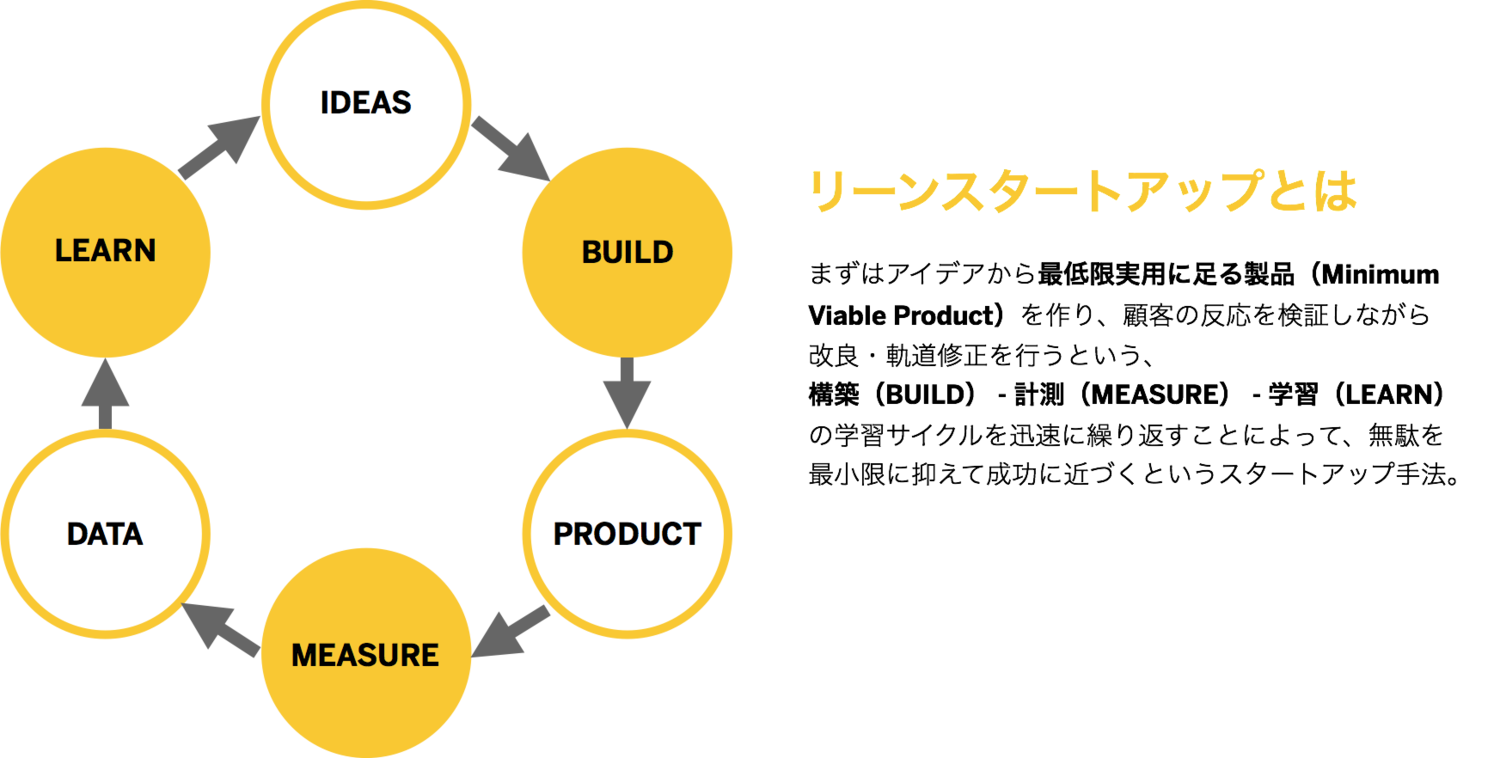 IDEAS
BUILD
PRODUCT
MEASURE
DATA
LEARN
リーンスタートアップとは
まずはアイデアから最低限実用に足る製品（Minimum
Viable Product）を作り、顧客の反応を検証しながら
改良・軌道修正を行うという、
構築（BUILD） - 計測（MEASURE） - 学習（LEARN）
の学習サイクルを迅速に繰り返すことによって、無駄を
最小限に抑えて成功に近づくというスタートアップ手法。